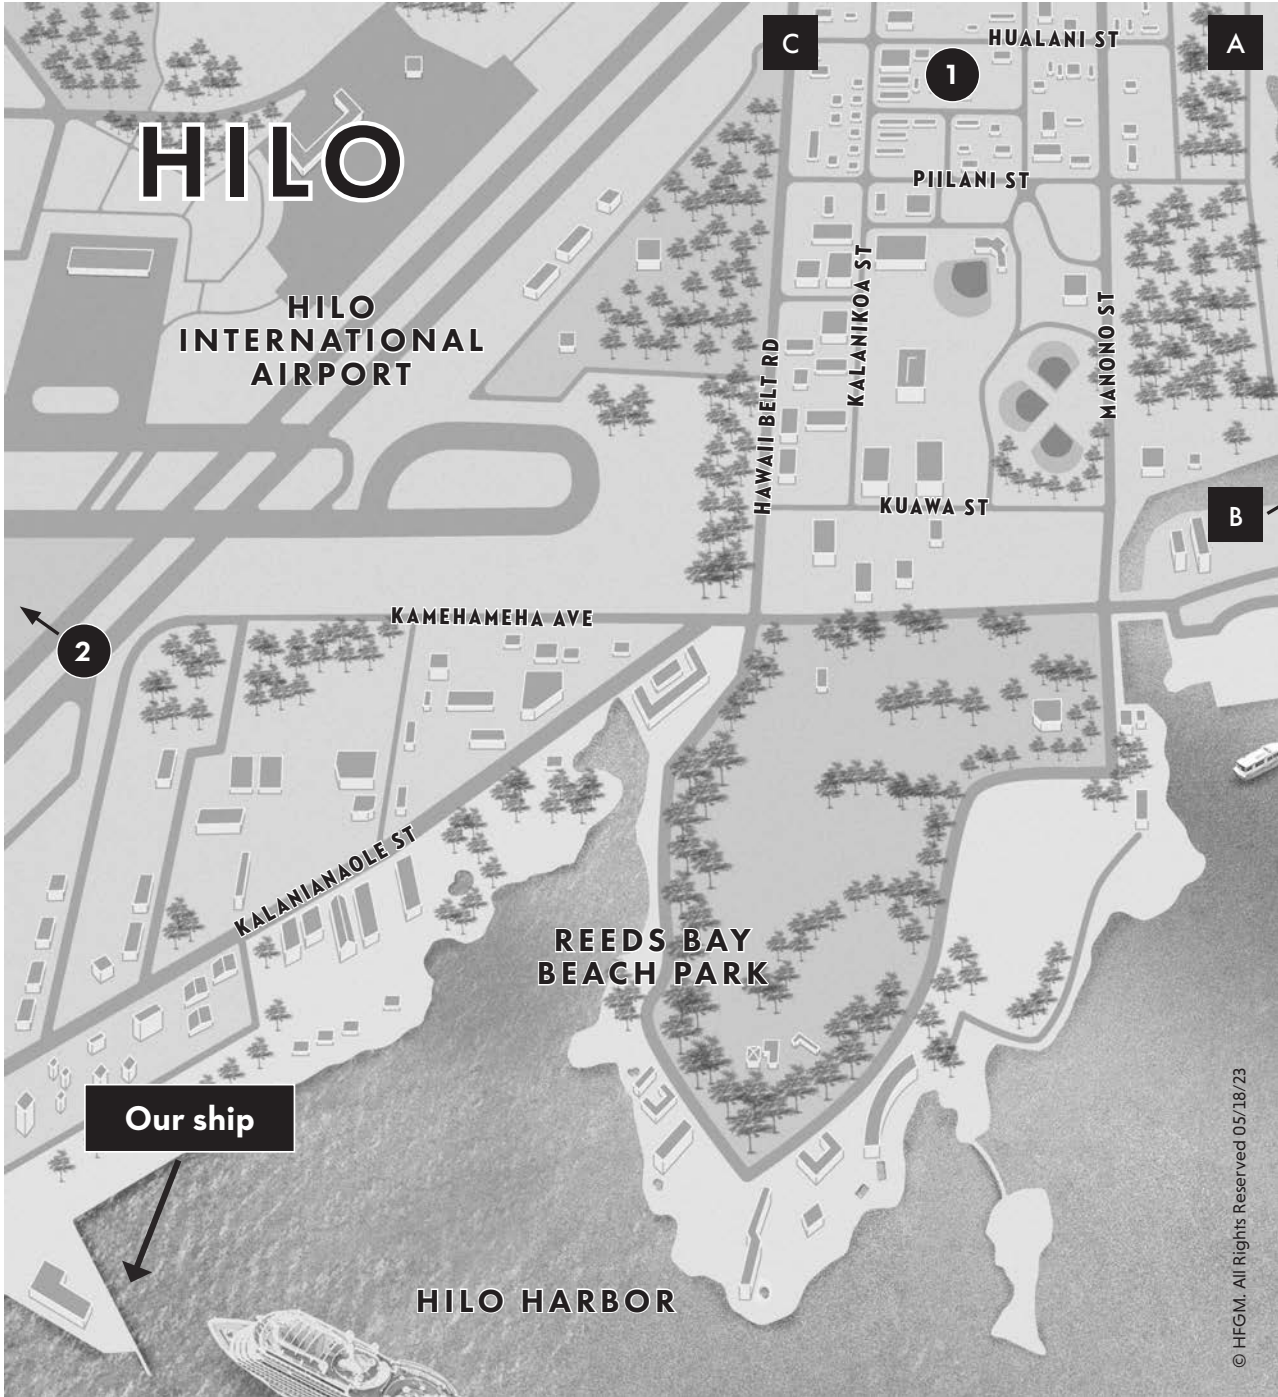 C
A
HUALANI ST
1
HILO
PIILANI ST
HILO
INTERNATIONAL
AIRPORT
HAWAII BELT RD
KALANIKOA ST
MANONO ST
KUAWA ST
B
KAMEHAMEHA AVE
2
KALANIANAOLE ST
REEDS BAY
BEACH PARK
Our ship
HILO HARBOR
© HFGM. All Rights Reserved 05/18/23